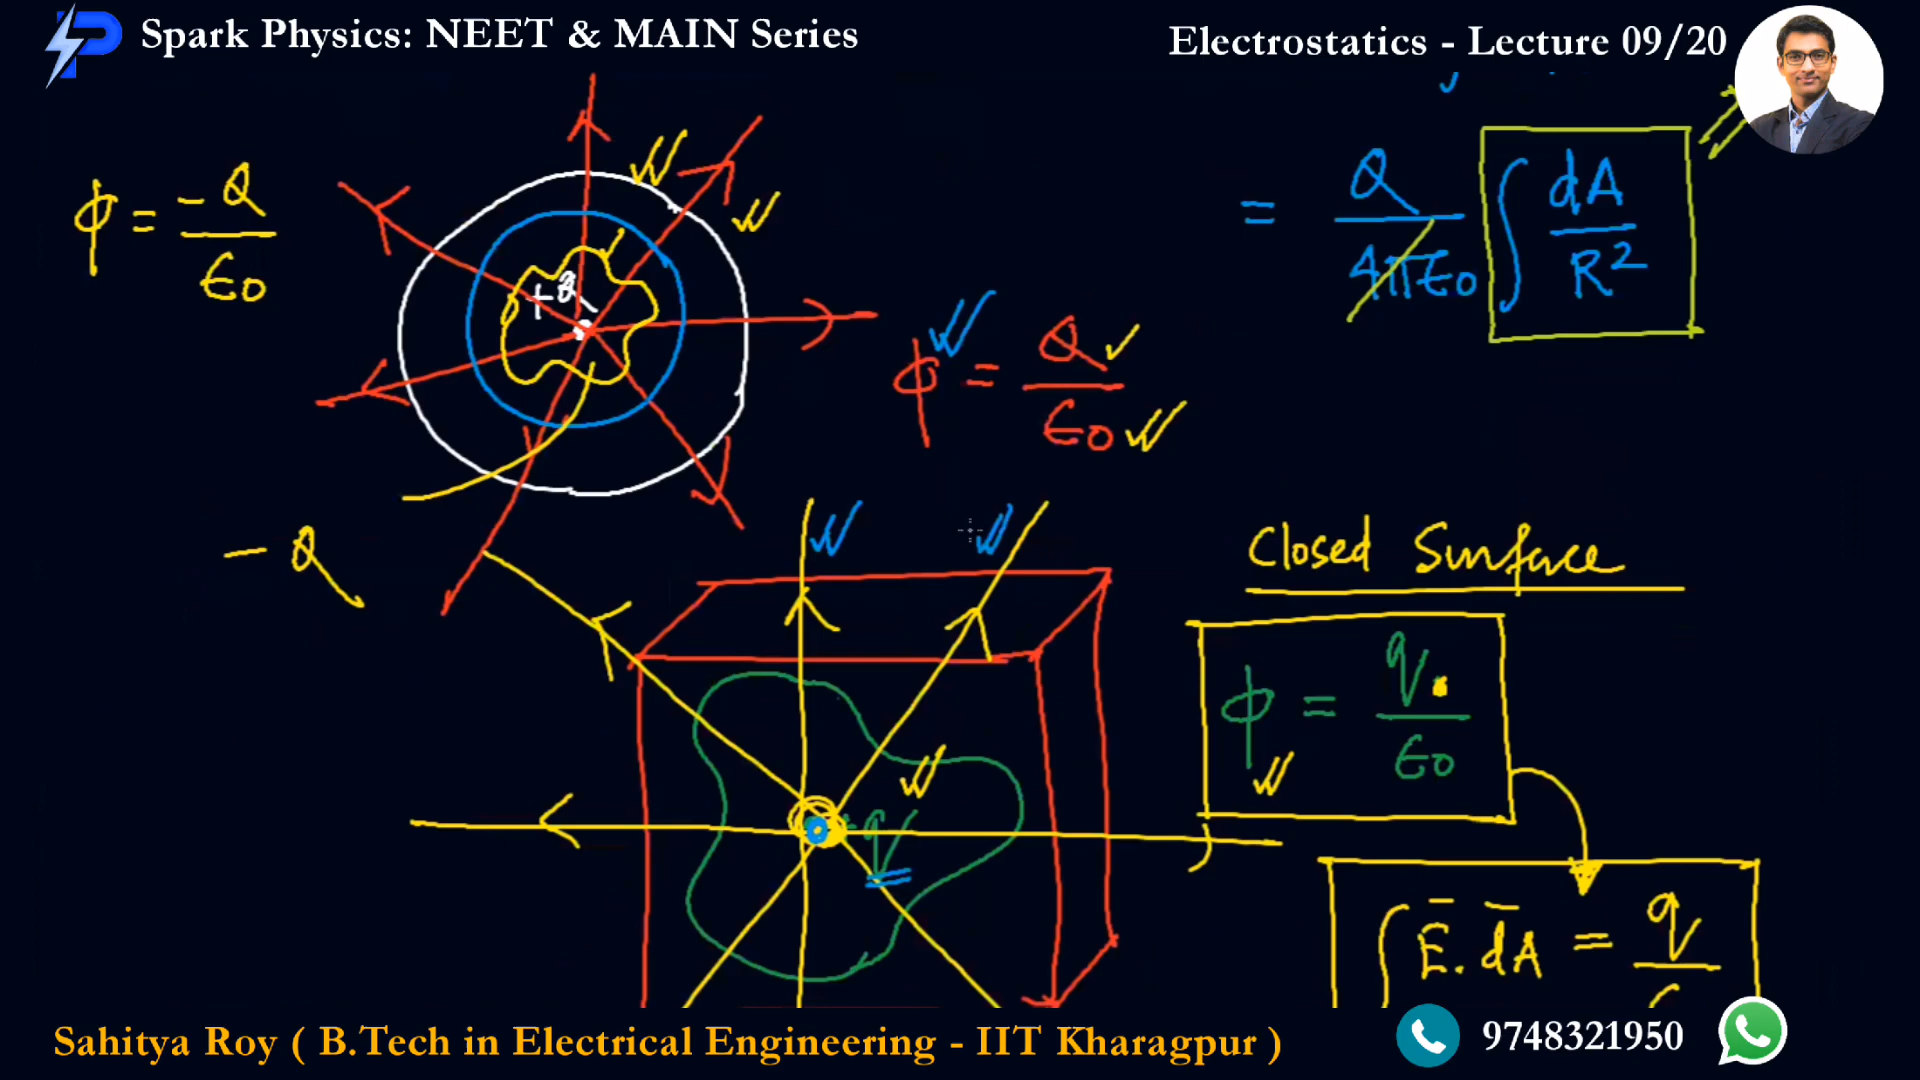 Spark Physics: NEET & MAIN Series
Electrostatics - Lecture 09/20
ϕ = -Q/ϵ0
+Q
= Q/4πϵ0 ∫ dA/R²
ϕ = Q/ϵ0
- Q
Closed Surface
ϕ = q/ϵ0
+q
∫ Ē.d̄A = q/ϵ
Sahitya Roy ( B.Tech in Electrical Engineering - IIT Kharagpur )
9748321950